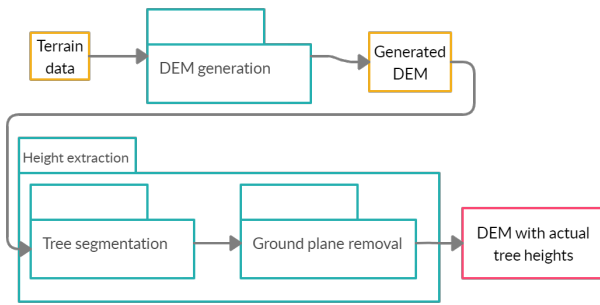 Terrain
data
DEM generation
Generated
DEM
Height extraction
Tree segmentation
Ground plane removal
DEM with actual
tree heights